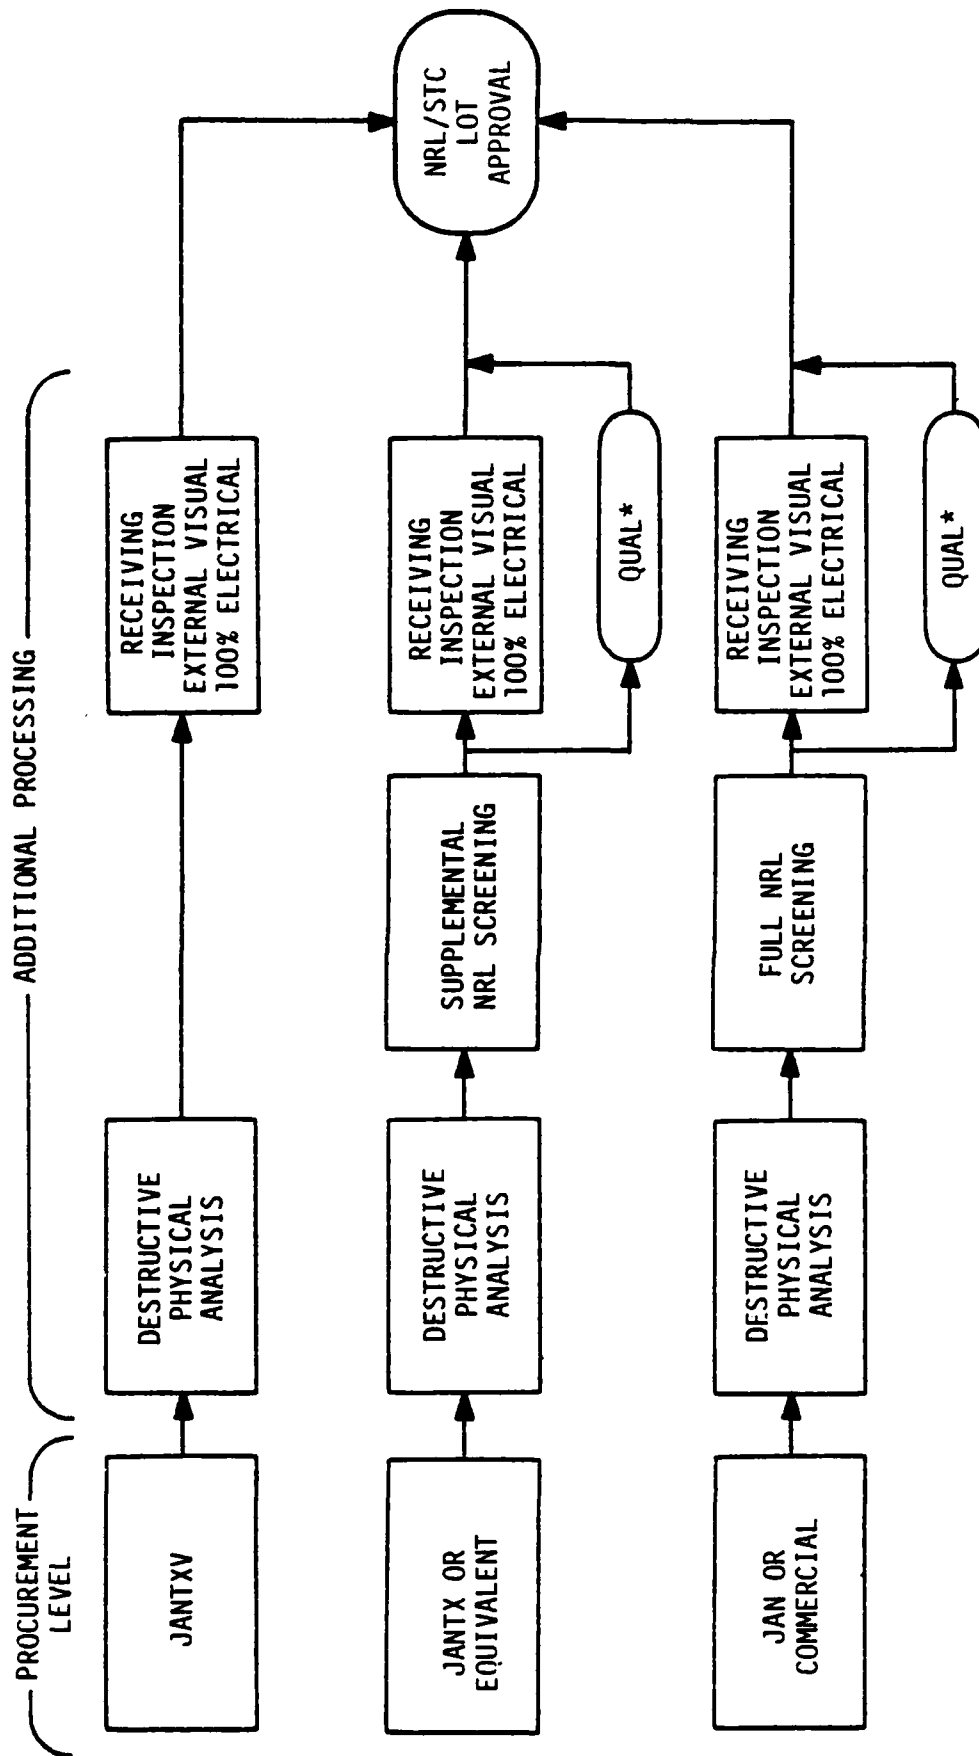 PROCUREMENT
LEVEL
ADDITIONAL PROCESSING
JANTXV
DESTRUCTIVE
PHYSICAL
ANALYSIS
RECEIVING
INSPECTION
EXTERNAL VISUAL
100% ELECTRICAL
JANTX OR
EQUIVALENT
DESTRUCTIVE
PHYSICAL
ANALYSIS
SUPPLEMENTAL
NRL SCREENING
RECEIVING
INSPECTION
EXTERNAL VISUAL
100% ELECTRICAL
QUAL*
NRL/STC
LOT
APPROVAL
JAN OR
COMMERCIAL
DESTRUCTIVE
PHYSICAL
ANALYSIS
FULL NRL
SCREENING
RECEIVING
INSPECTION
EXTERNAL VISUAL
100% ELECTRICAL
QUAL*